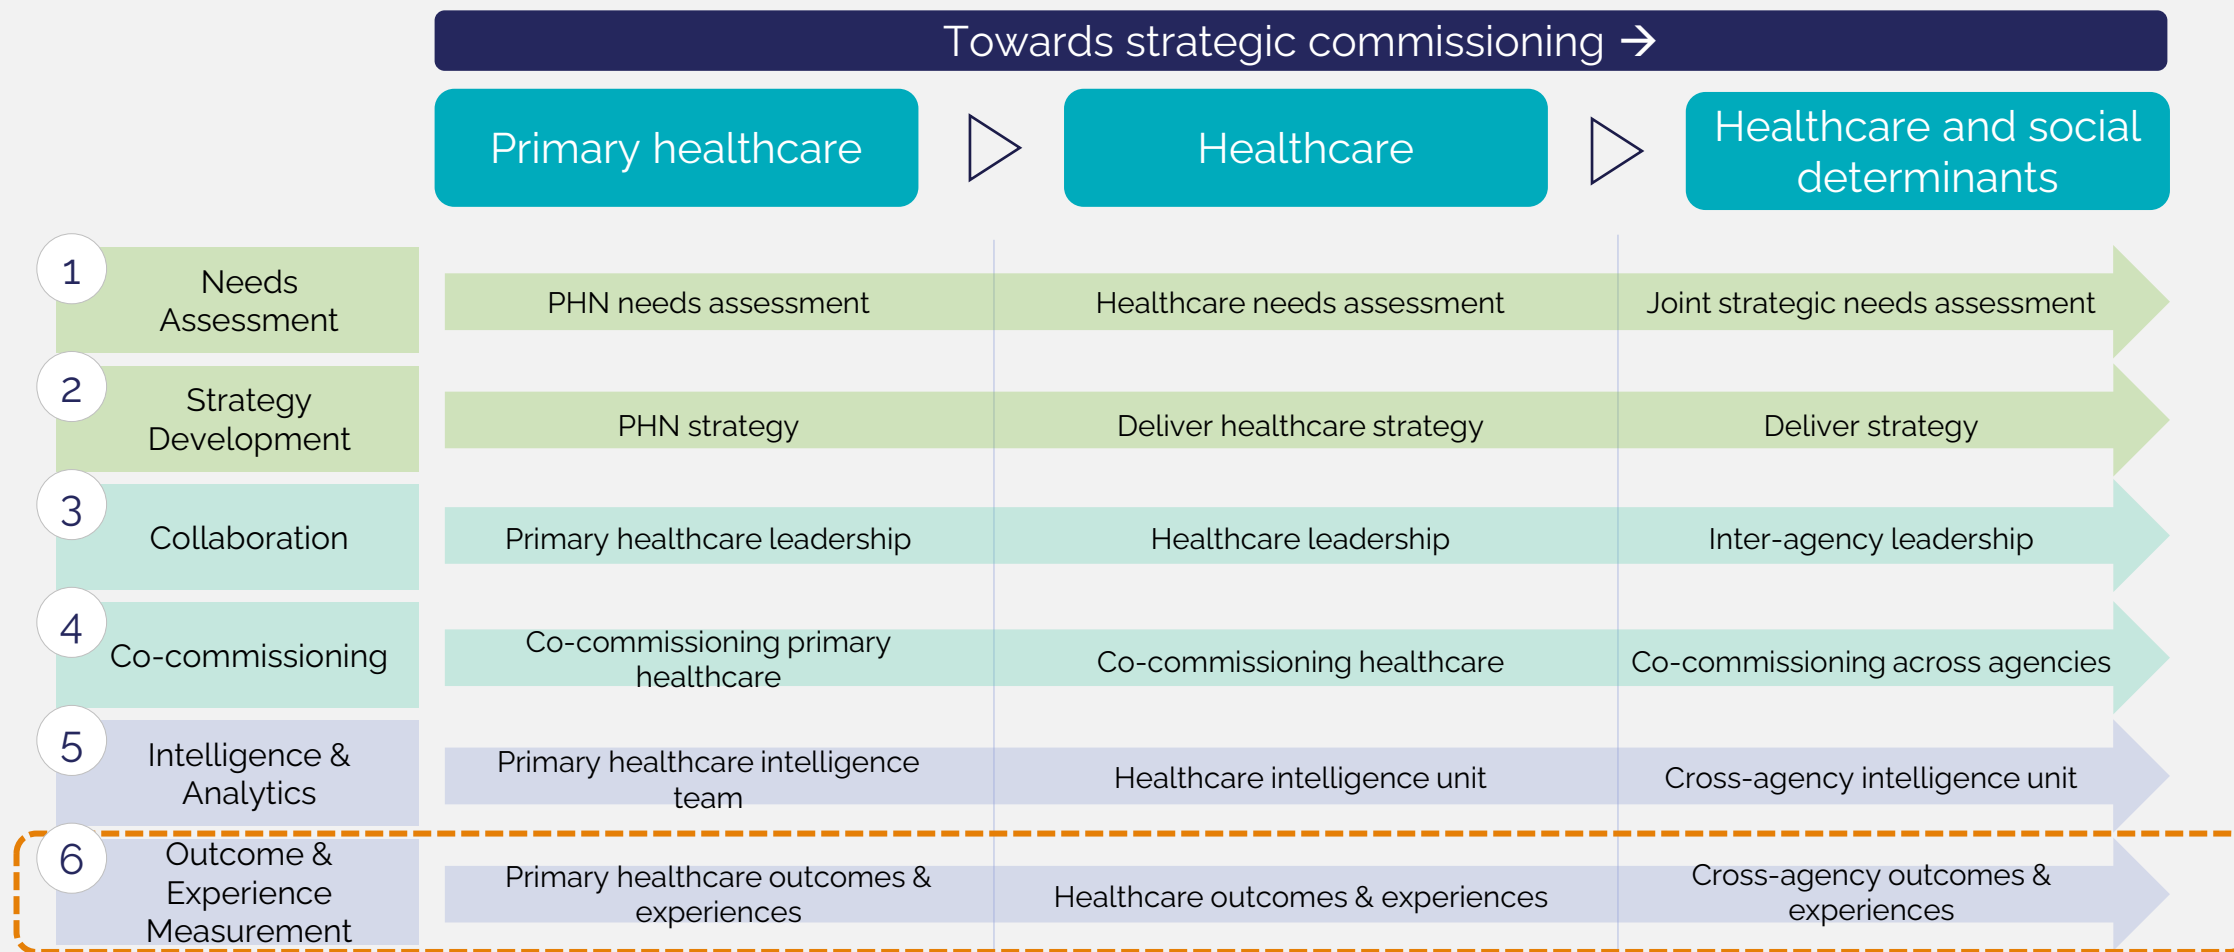 Towards strategic commissioning →
Primary healthcare
Healthcare
Healthcare and social
determinants
1
Needs
Assessment
PHN needs assessment
Healthcare needs assessment
Joint strategic needs assessment
2
Strategy
Development
PHN strategy
Deliver healthcare strategy
Deliver strategy
3
Collaboration
Primary healthcare leadership
Healthcare leadership
Inter-agency leadership
4
Co-commissioning
Co-commissioning primary
healthcare
Co-commissioning healthcare
Co-commissioning across agencies
5
Intelligence &
Analytics
Primary healthcare intelligence
team
Healthcare intelligence unit
Cross-agency intelligence unit
6
Outcome &
Experience
Measurement
Primary healthcare outcomes &
experiences
Healthcare outcomes & experiences
Cross-agency outcomes &
experiences